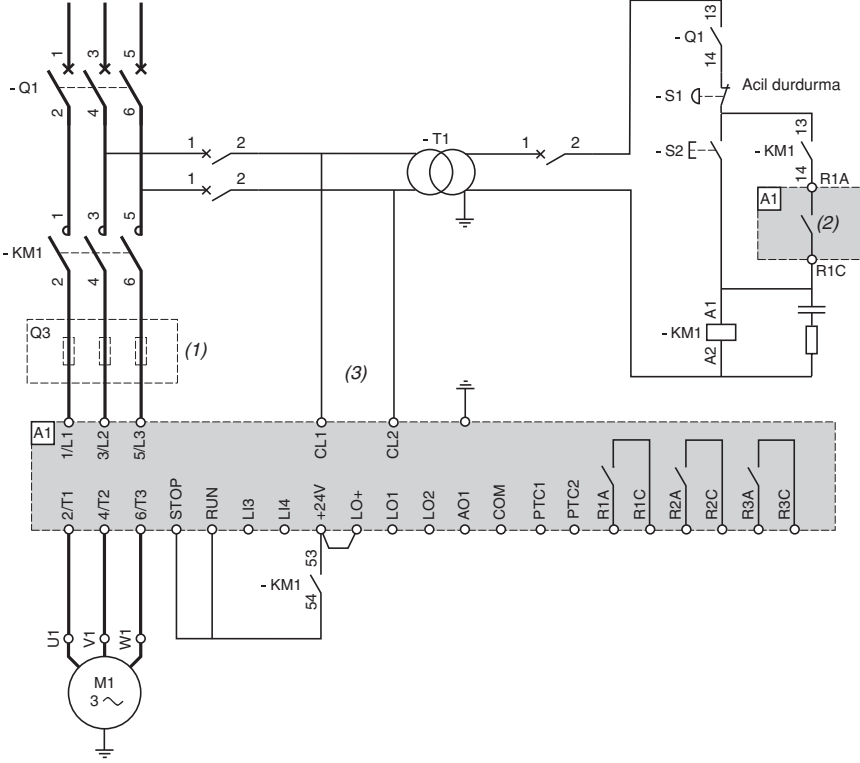 1 3 5
- Q1
2 4 6
1 2
1 2
- T1
1 2
13
- Q1
14
- S1 Acil durdurma
- S2
13
- KM1
14
R1A
A1
(2)
R1C
A1
- KM1
A2
1 3 5
- KM1
2 4 6
Q3
(1)
(3)
A1
1/L1 3/L2 5/L3 CL1 CL2
2/T1 4/T2 6/T3 STOP RUN LI3 LI4 +24V LO+ LO1 LO2 AO1 COM PTC1 PTC2 R1A R1C R2A R2C R3A R3C
53
- KM1
54
U1 V1 W1
M1
3